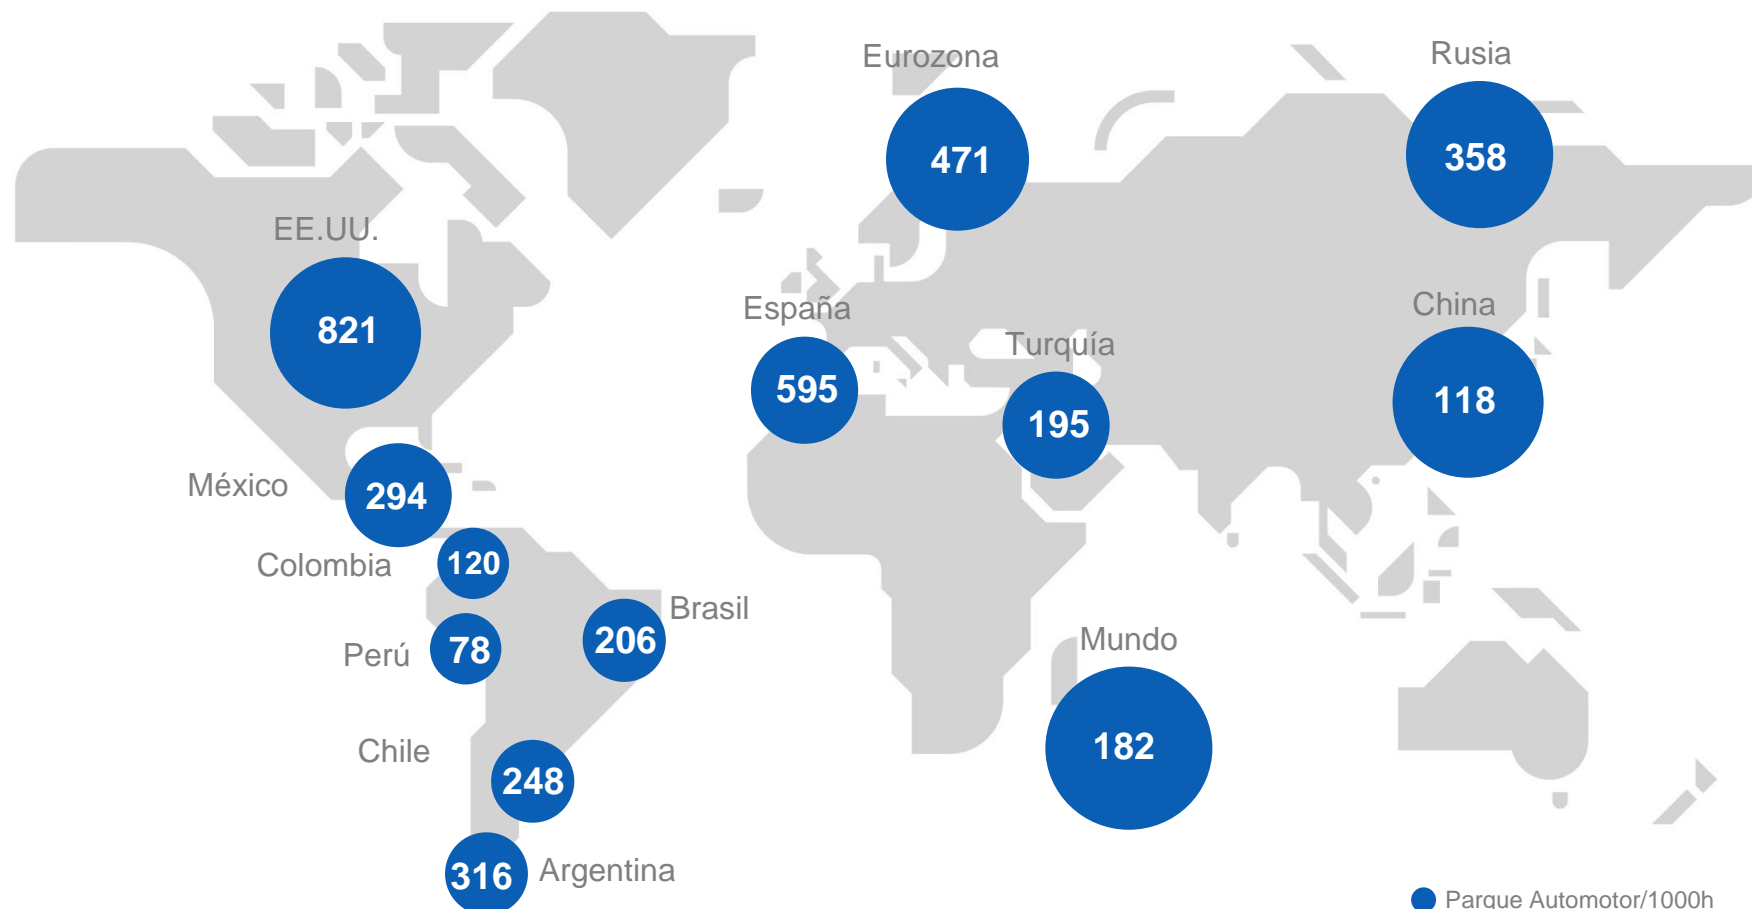 Eurozona
471
Rusia
358
EE.UU.
821
España
595
Turquía
195
China
118
México
294
Colombia
120
Brasil
206
Perú
78
Mundo
182
Chile
248
316
Argentina
Parque Automotor/1000h